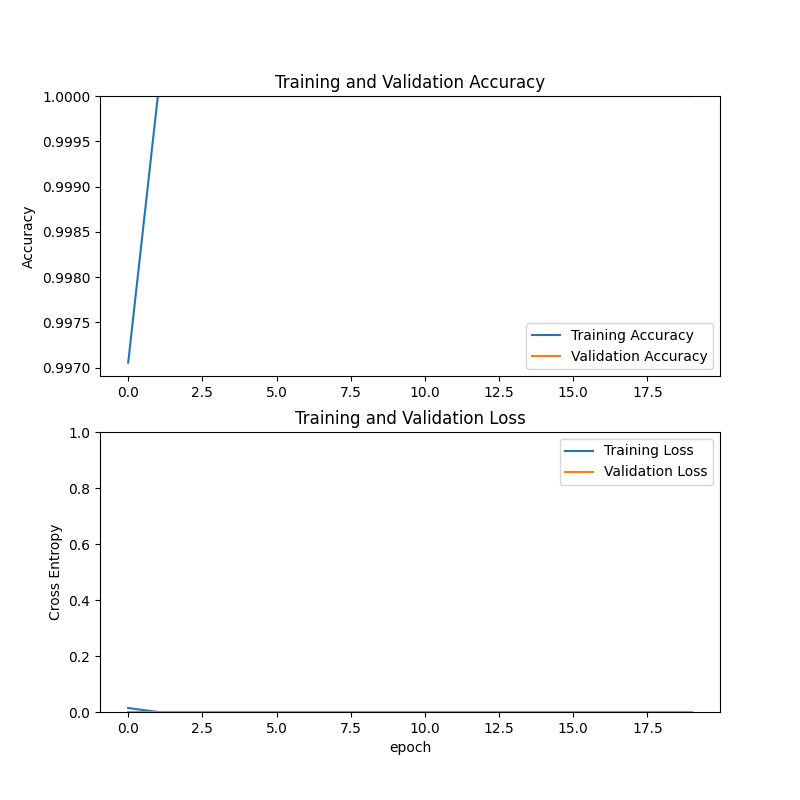 Training and Validation Accuracy
1.0000
0.9995
0.9990
0.9985
0.9980
0.9975
0.9970
Accuracy
Training Accuracy
Validation Accuracy
0.0 2.5 5.0 7.5 10.0 12.5 15.0 17.5
Training and Validation Loss
1.0
0.8
0.6
0.4
0.2
0.0
Cross Entropy
Training Loss
Validation Loss
0.0 2.5 5.0 7.5 10.0 12.5 15.0 17.5
epoch